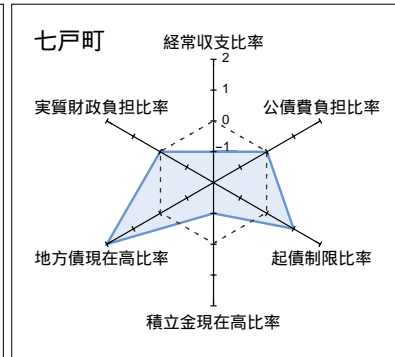 七戸町
経常収支比率
2
1
0
-1
実質財政負担比率
公債費負担比率
地方債現在高比率
起債制限比率
積立金現在高比率